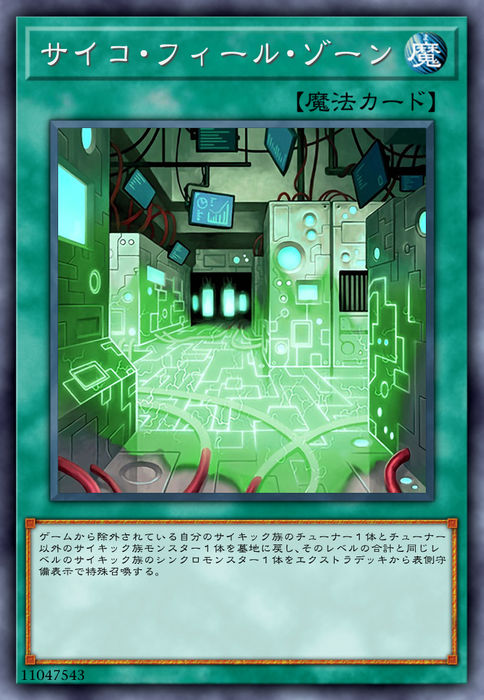 サイコ・フィール・ゾーン 魔
【魔法カード】
ゲームから除外されている自分のサイキック族のチューナー1体とチューナー
以外のサイキック族モンスター1体を墓地に戻し、そのレベルの合計と同じレ
ベルのサイキック族のシンクロモンスター1体をエクストラデッキから表側守
備表示で特殊召喚する。
11047543